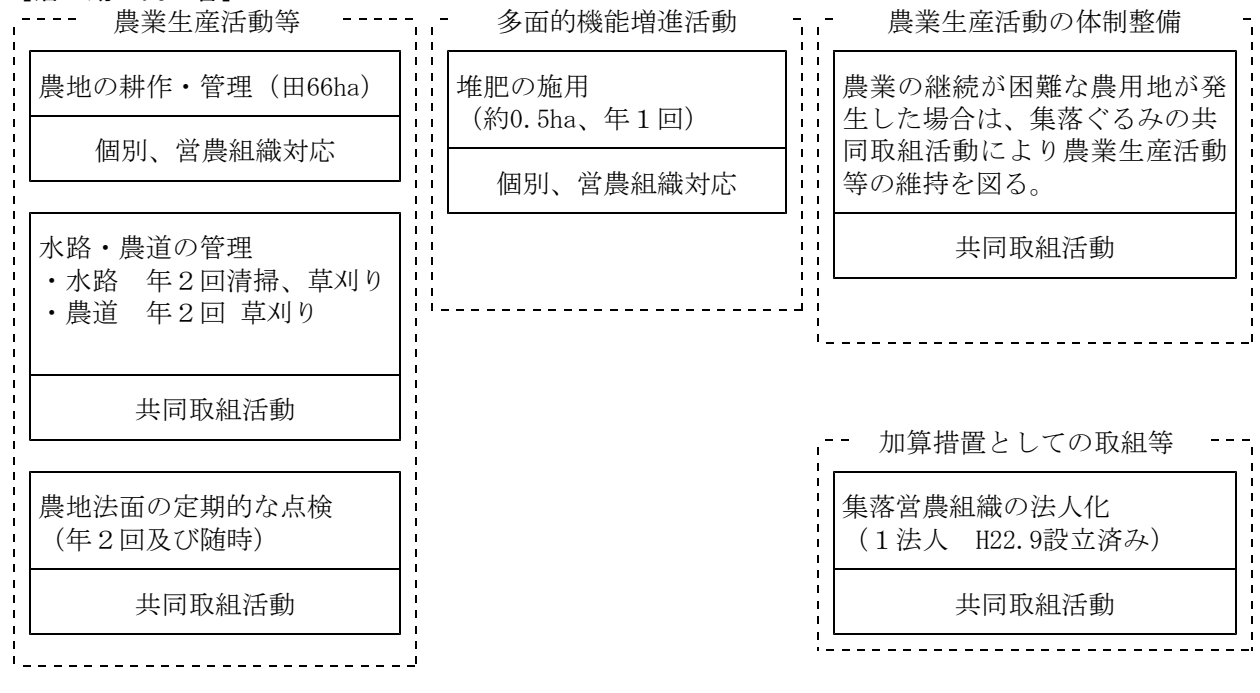 農業生産活動等
農地の耕作・管理（田66ha）
個別、営農組織対応
水路・農道の管理
・水路　年２回清掃、草刈り
・農道　年２回 草刈り
共同取組活動
農地法面の定期的な点検
（年２回及び随時）
共同取組活動
多面的機能増進活動
堆肥の施用
（約0.5ha、年１回）
個別、営農組織対応
農業生産活動の体制整備
農業の継続が困難な農用地が発
生した場合は、集落ぐるみの共
同取組活動により農業生産活動
等の維持を図る。
共同取組活動
加算措置としての取組等
集落営農組織の法人化
（１法人　H22.9設立済み）
共同取組活動